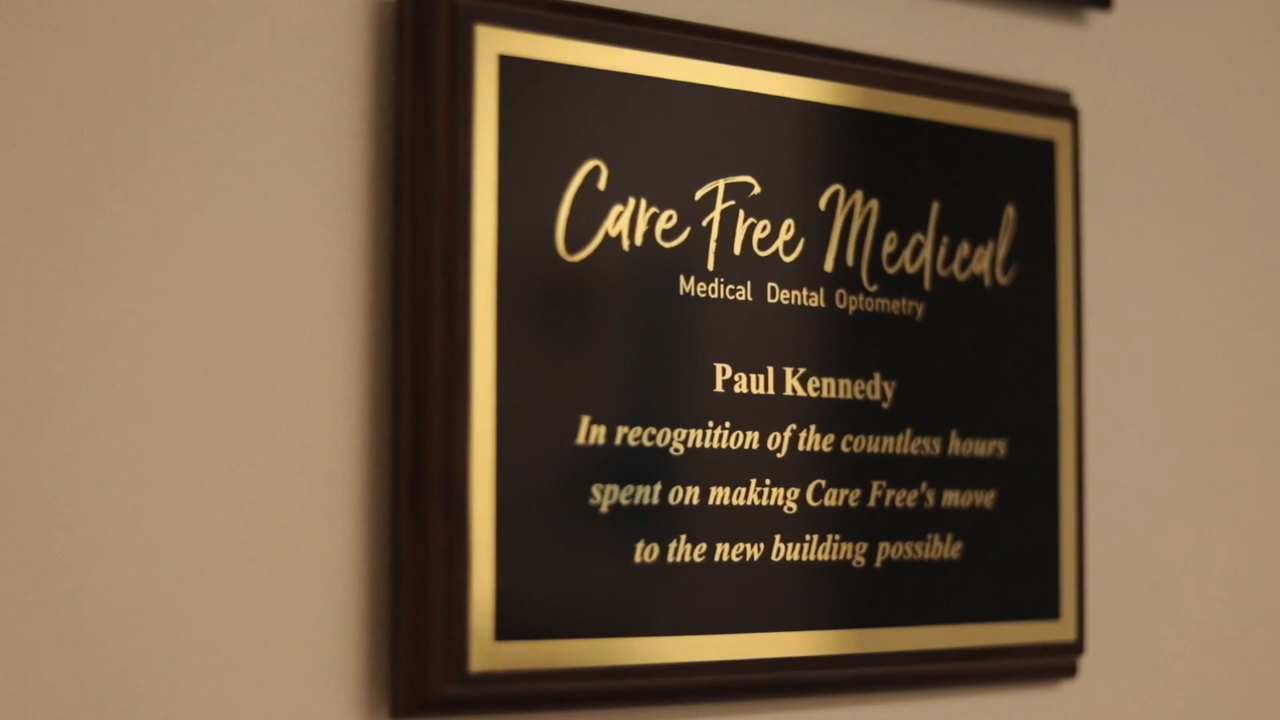 Care Free Medical
Medical Dental Optometry
Paul Kennedy
In recognition of the countless hours
spent on making Care Free's move
to the new building possible